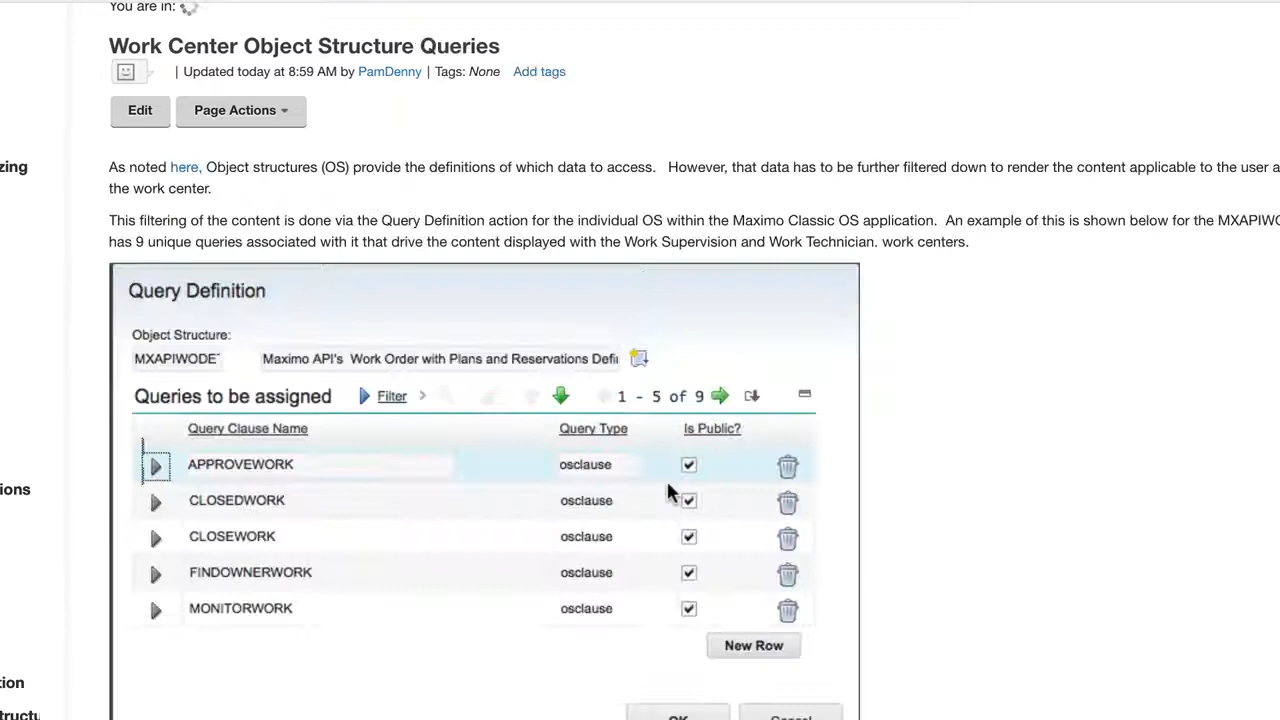 You are in:
Work Center Object Structure Queries
| Updated today at 8:59 AM by PamDenny | Tags: None Add tags
Edit Page Actions
zing
As noted here, Object structures (OS) provide the definitions of which data to access. However, that data has to be further filtered down to render the content applicable to the user a
the work center.
This filtering of the content is done via the Query Definition action for the individual OS within the Maximo Classic OS application. An example of this is shown below for the MXAPIWO
has 9 unique queries associated with it that drive the content displayed with the Work Supervision and Work Technician. work centers.
Query Definition
Object Structure:
MXAPIWODET Maximo API's Work Order with Plans and Reservations Defi
Queries to be assigned Filter 1 - 5 of 9
Query Clause Name Query Type Is Public?
APPROVEWORK osclause
ions
CLOSEDWORK osclause
CLOSEWORK osclause
FINDOWNERWORK osclause
MONITORWORK osclause
New Row
tion
tructu
OK Cancel